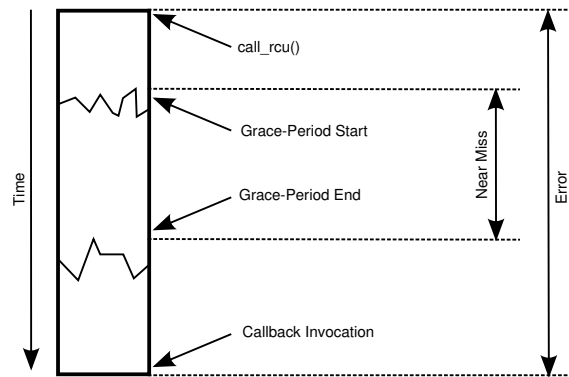 call_rcu()
Grace-Period Start
Grace-Period End
Callback Invocation
Time
Near Miss
Error